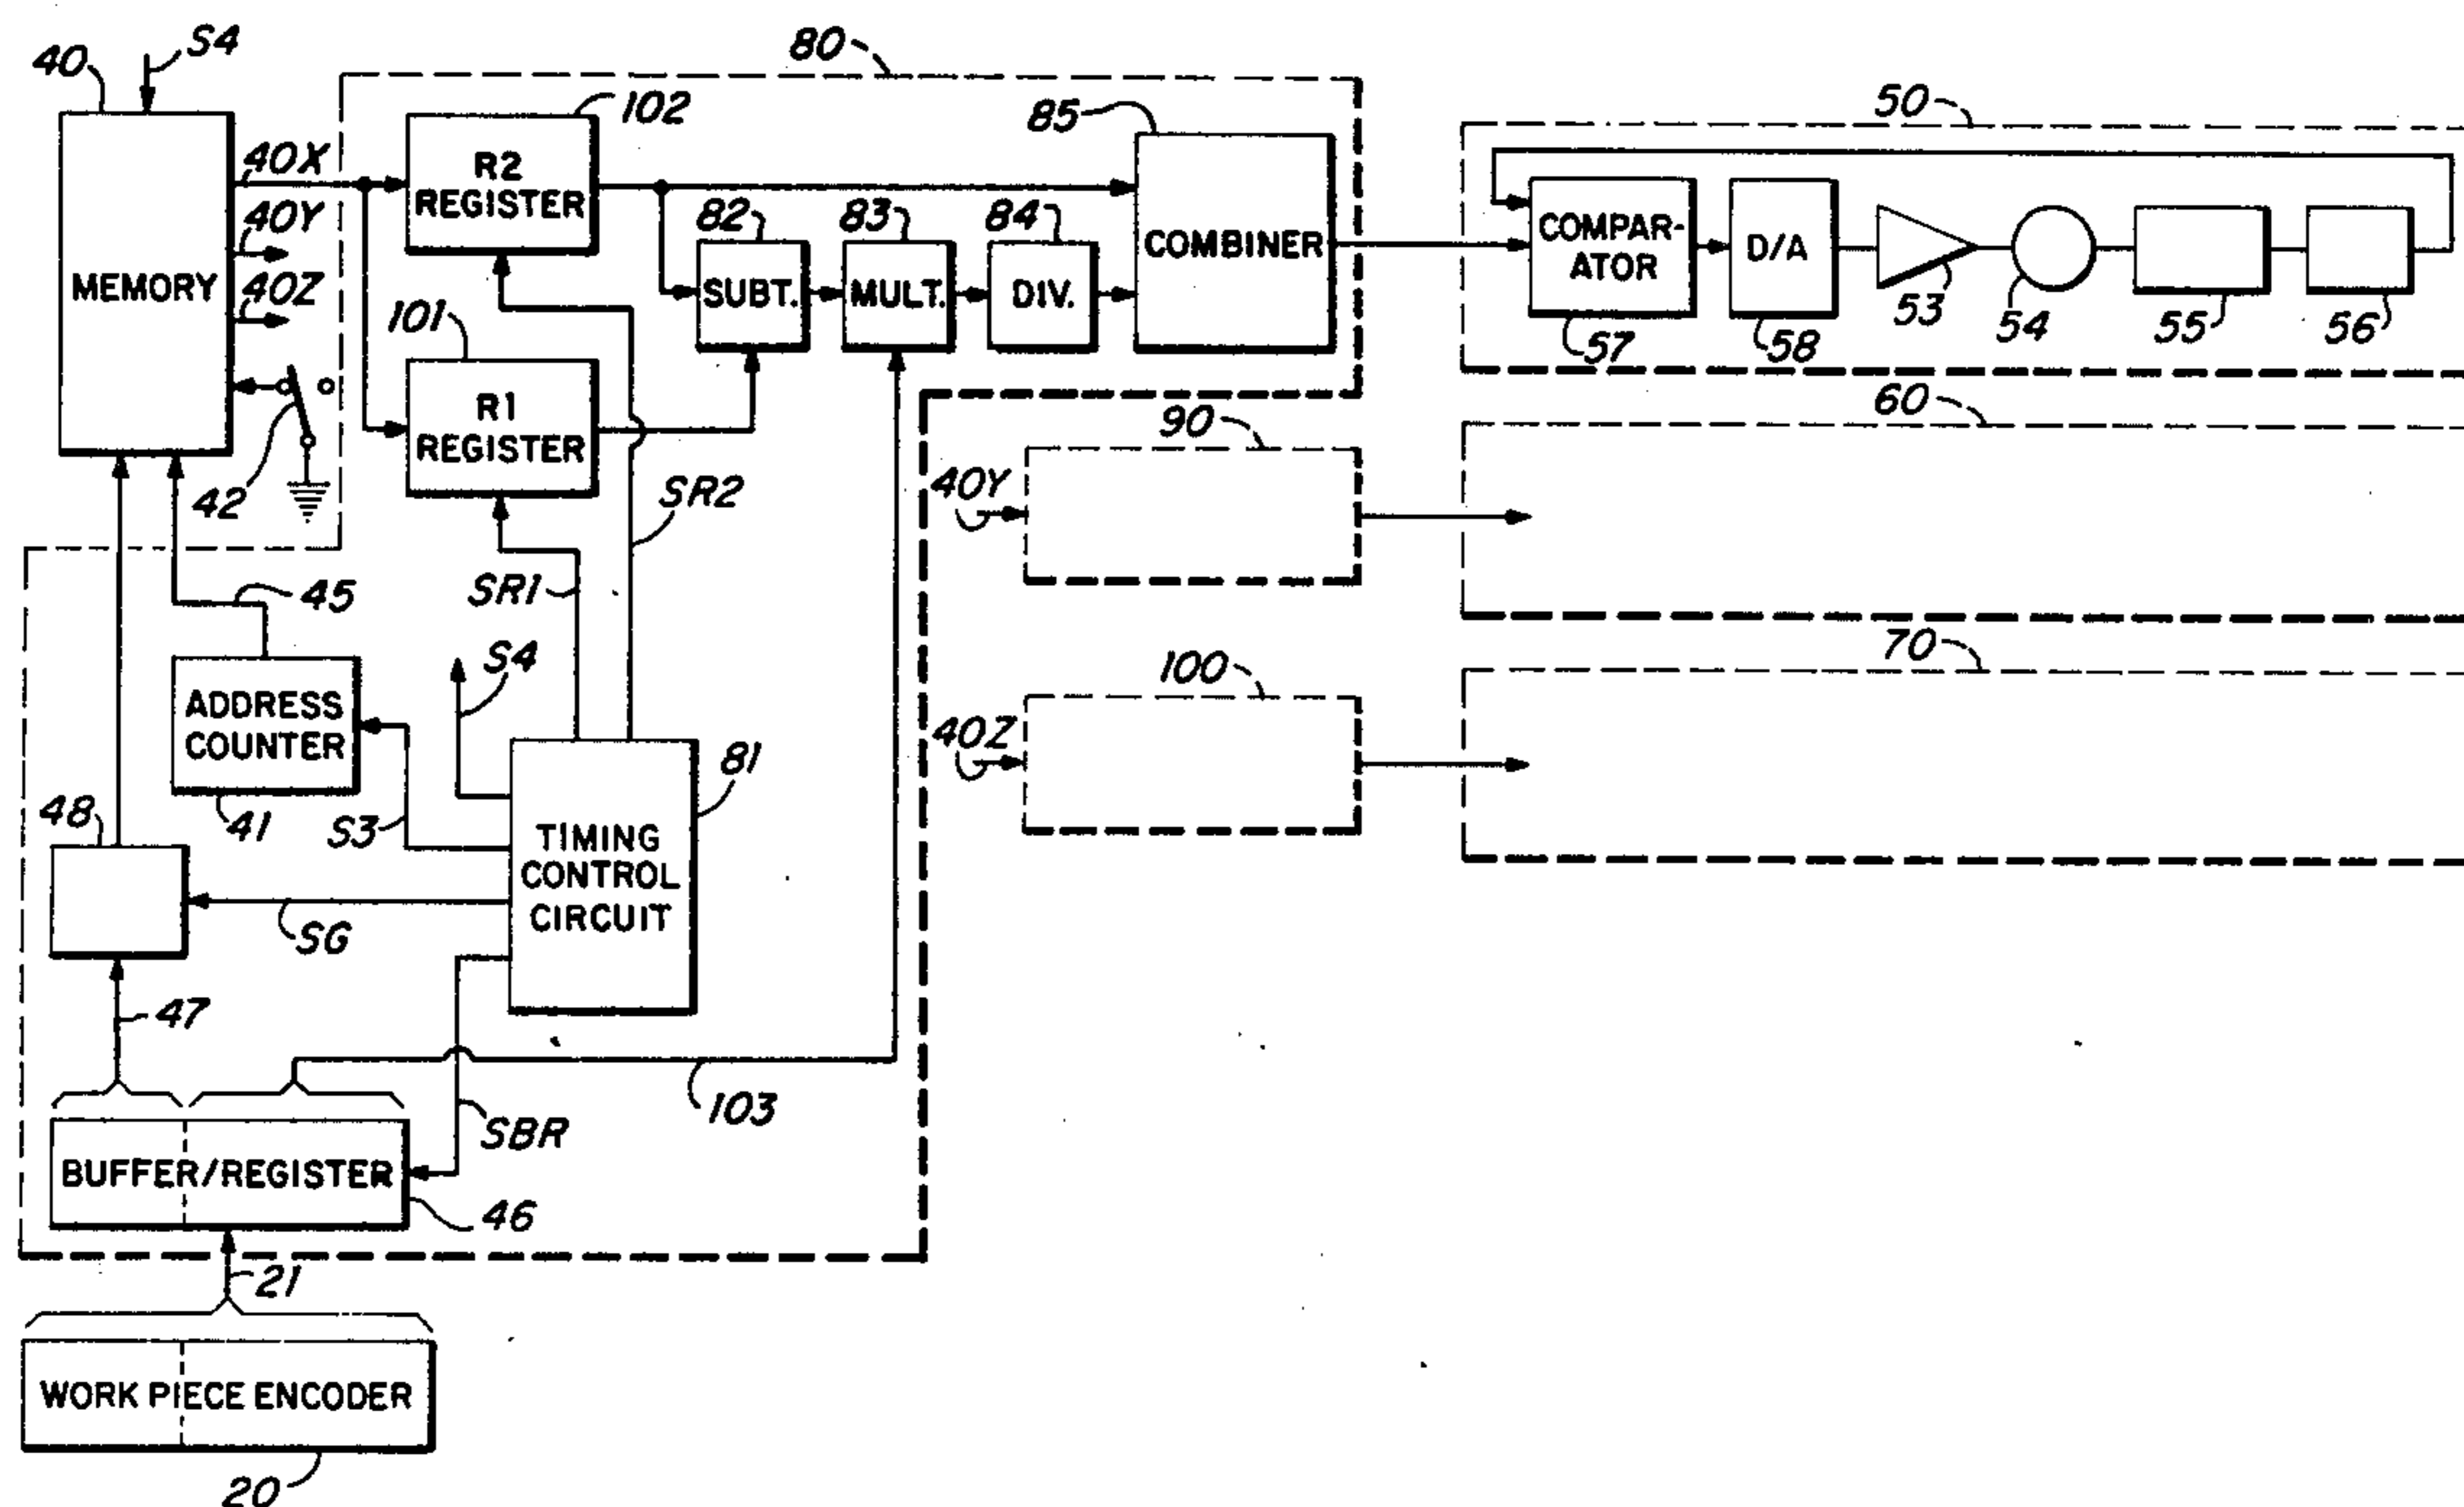 S4
40
80
102
85
50
40X
R2
REGISTER
COMBINER
COMPAR-
ATOR
D/A
53
54
55
56
57
58
40Y
82
83
84
MEMORY
40Z
SUBT.
MULT.
DIV.
101
R1
REGISTER
42
SR2
90
60
40Y
SR1
45
S4
100
70
40Z
ADDRESS
COUNTER
81
48
41
S3
TIMING
CONTROL
CIRCUIT
SG
47
103
SBR
BUFFER/REGISTER
46
21
WORK PIECE ENCODER
20